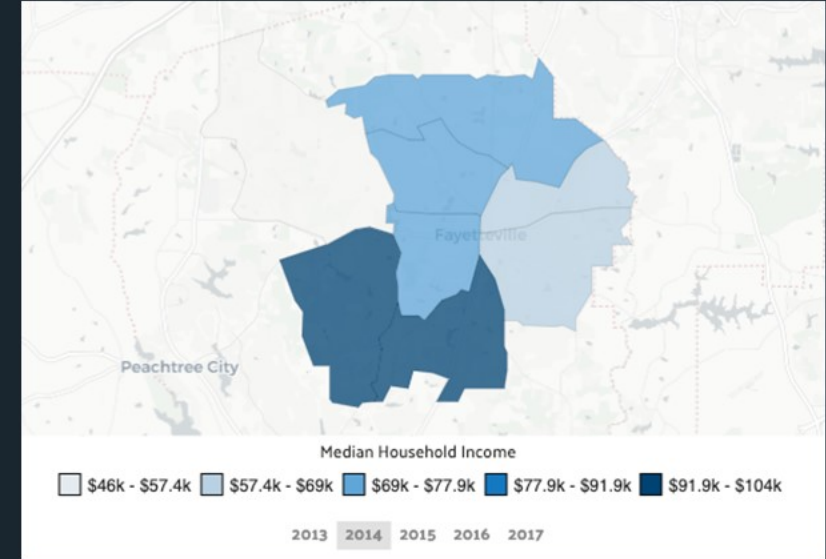 Fayetteville
Peachtree City
Median Household Income
$46k - $57.4k $57.4k - $69k $69k - $77.9k $77.9k - $91.9k $91.9k - $104k
2013 2014 2015 2016 2017